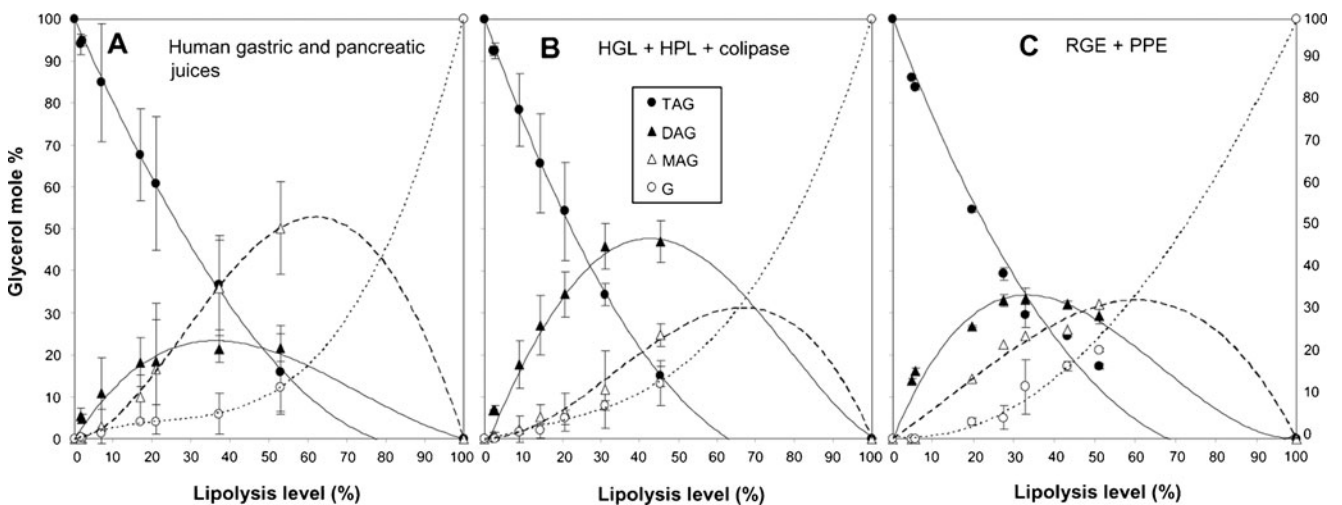 A
Human gastric and pancreatic
juices
B
HGL + HPL + colipase
C
RGE + PPE
TAG
DAG
MAG
G
Glycerol mole %
100
90
80
70
60
50
40
30
20
10
0
100
90
80
70
60
50
40
30
20
10
0
0 10 20 30 40 50 60 70 80 90 100
0 10 20 30 40 50 60 70 80 90 100
0 10 20 30 40 50 60 70 80 90 100
Lipolysis level (%)
Lipolysis level (%)
Lipolysis level (%)